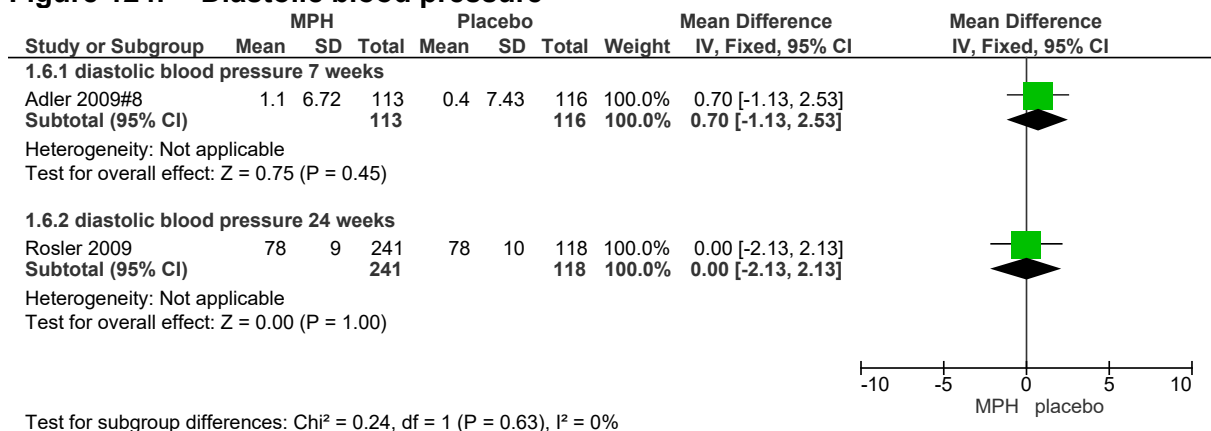 Figure 124: Diastolic blood pressure
MPH Placebo Mean Difference Mean Difference
Study or Subgroup Mean SD Total Mean SD Total Weight IV, Fixed, 95% CI IV, Fixed, 95% CI
1.6.1 diastolic blood pressure 7 weeks
Adler 2009#8 1.1 6.72 113 0.4 7.43 116 100.0% 0.70 [-1.13, 2.53]
Subtotal (95% CI) 113 116 100.0% 0.70 [-1.13, 2.53]
Heterogeneity: Not applicable
Test for overall effect: Z = 0.75 (P = 0.45)
1.6.2 diastolic blood pressure 24 weeks
Rosler 2009 78 9 241 78 10 118 100.0% 0.00 [-2.13, 2.13]
Subtotal (95% CI) 241 118 100.0% 0.00 [-2.13, 2.13]
Heterogeneity: Not applicable
Test for overall effect: Z = 0.00 (P = 1.00)
-10 -5 0 5 10
MPH placebo
Test for subgroup differences: Chi² = 0.24, df = 1 (P = 0.63), I² = 0%